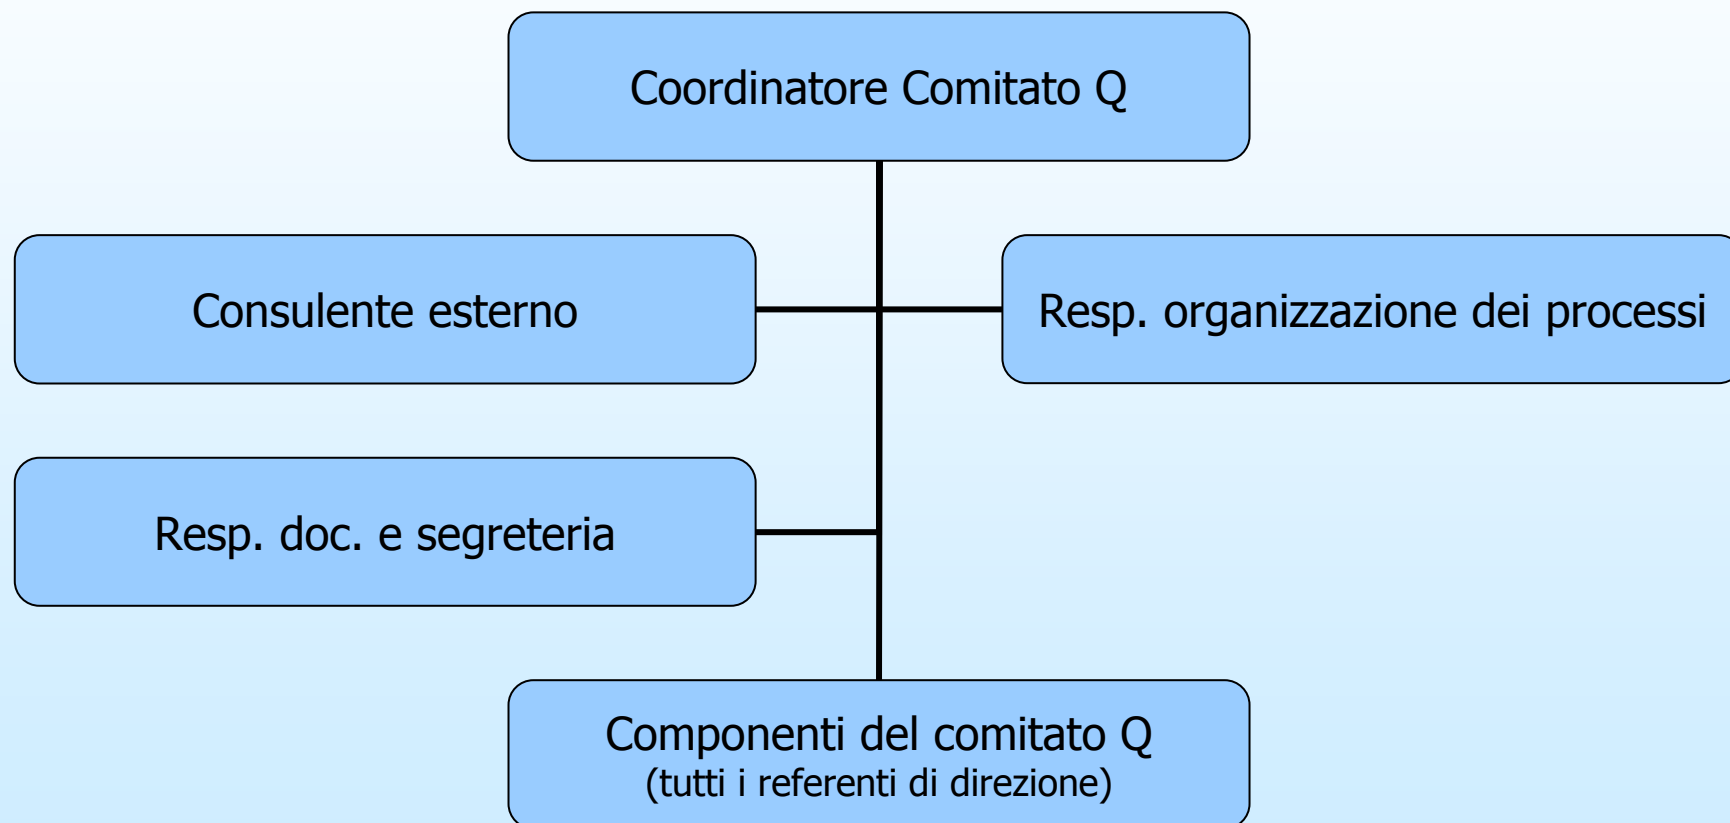 Coordinatore Comitato Q
Consulente esterno
Resp. organizzazione dei processi
Resp. doc. e segreteria
Componenti del comitato Q
(tutti i referenti di direzione)